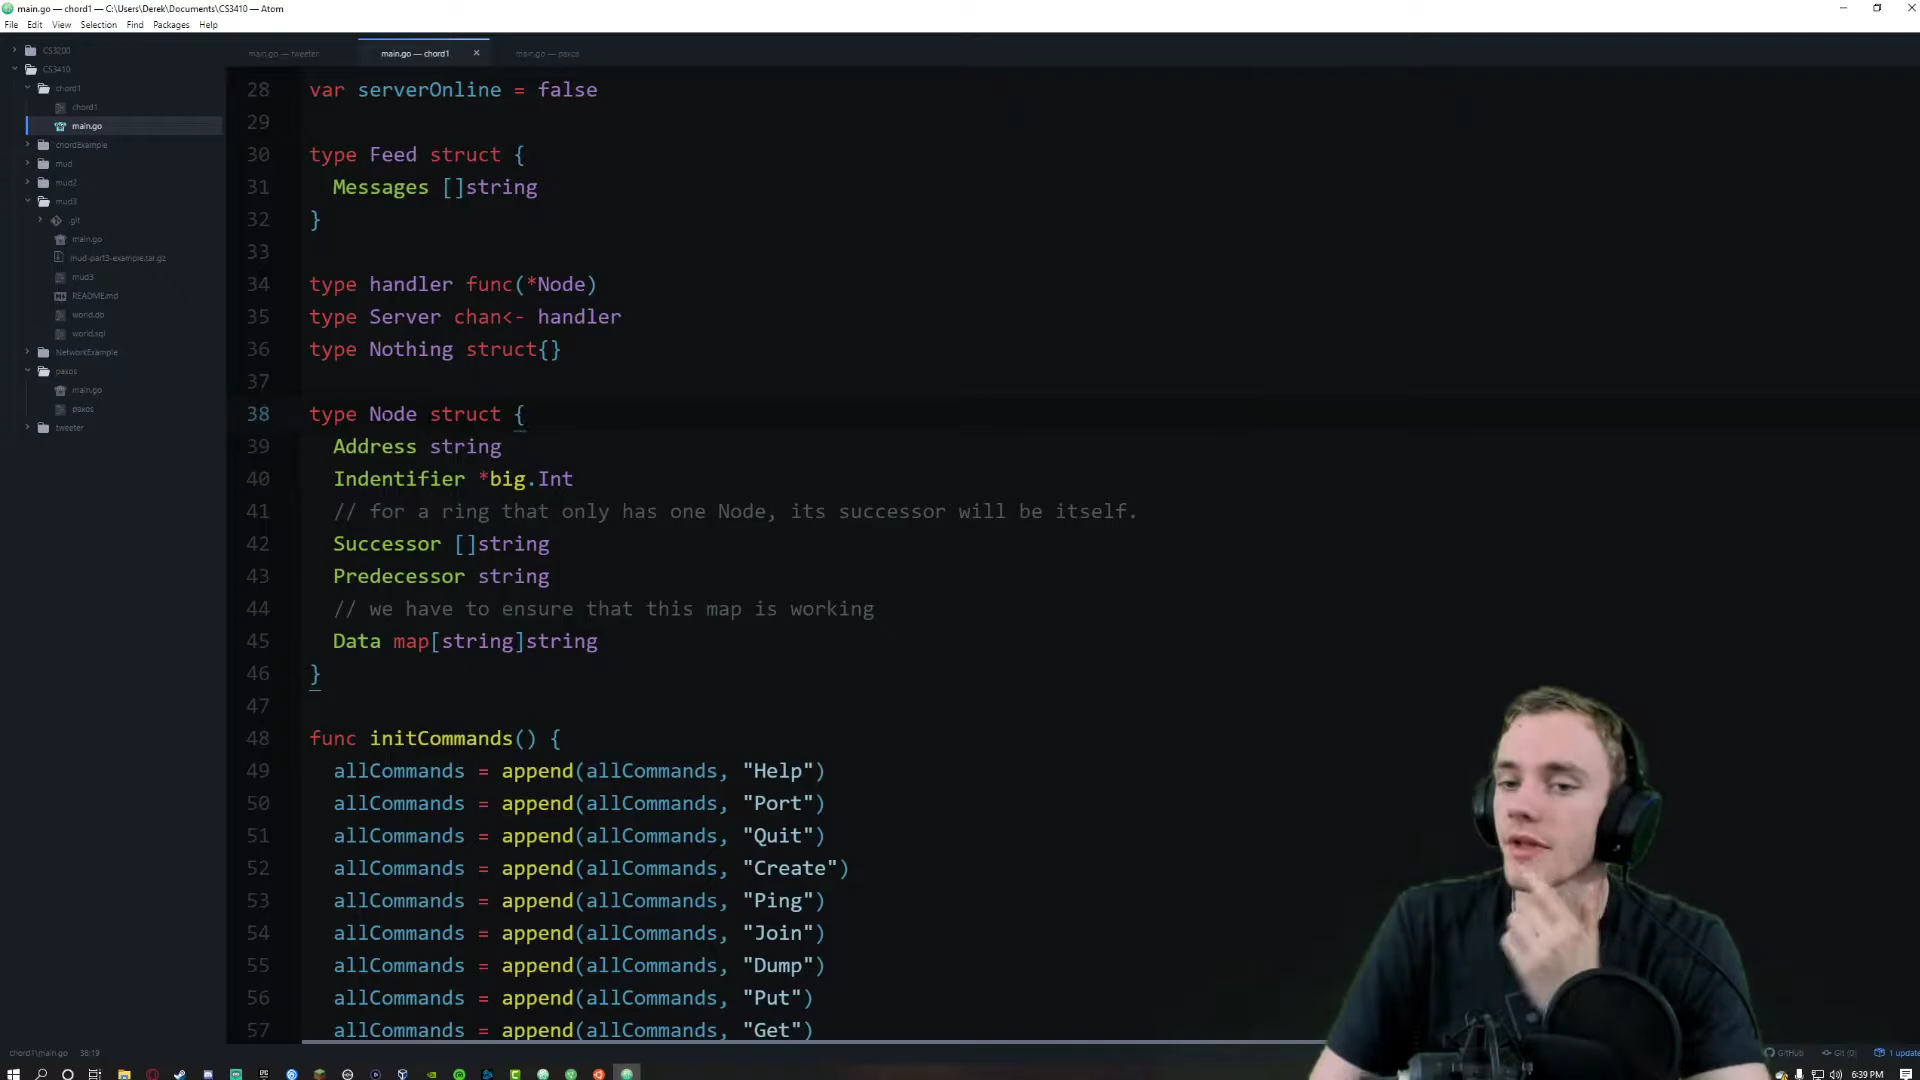 main.go — chord1 — C:\Users\Derek\Documents\CS3410 — Atom
File Edit View Selection Find Packages Help
CS3200
CS3410
chord1
chord1
main.go
chordExample
mud
mud2
mud3
.git
main.go
mud-part3-example.tar.gz
mud3
README.md
world.db
world.sql
NetworkExample
paxos
main.go
paxos
tweeter
main.go — tweeter
main.go — chord1
main.go — paxos
28 var serverOnline = false
29
30 type Feed struct {
31 Messages []string
32 }
33
34 type handler func(*Node)
35 type Server chan<- handler
36 type Nothing struct{}
37
38 type Node struct {
39 Address string
40 Indentifier *big.Int
41 // for a ring that only has one Node, its successor will be itself.
42 Successor []string
43 Predecessor string
44 // we have to ensure that this map is working
45 Data map[string]string
46 }
47
48 func initCommands() {
49 allCommands = append(allCommands, "Help")
50 allCommands = append(allCommands, "Port")
51 allCommands = append(allCommands, "Quit")
52 allCommands = append(allCommands, "Create")
53 allCommands = append(allCommands, "Ping")
54 allCommands = append(allCommands, "Join")
55 allCommands = append(allCommands, "Dump")
56 allCommands = append(allCommands, "Put")
57 allCommands = append(allCommands, "Get")
chord1\main.go 38:19
GitHub Git (0) 1 update
6:39 PM